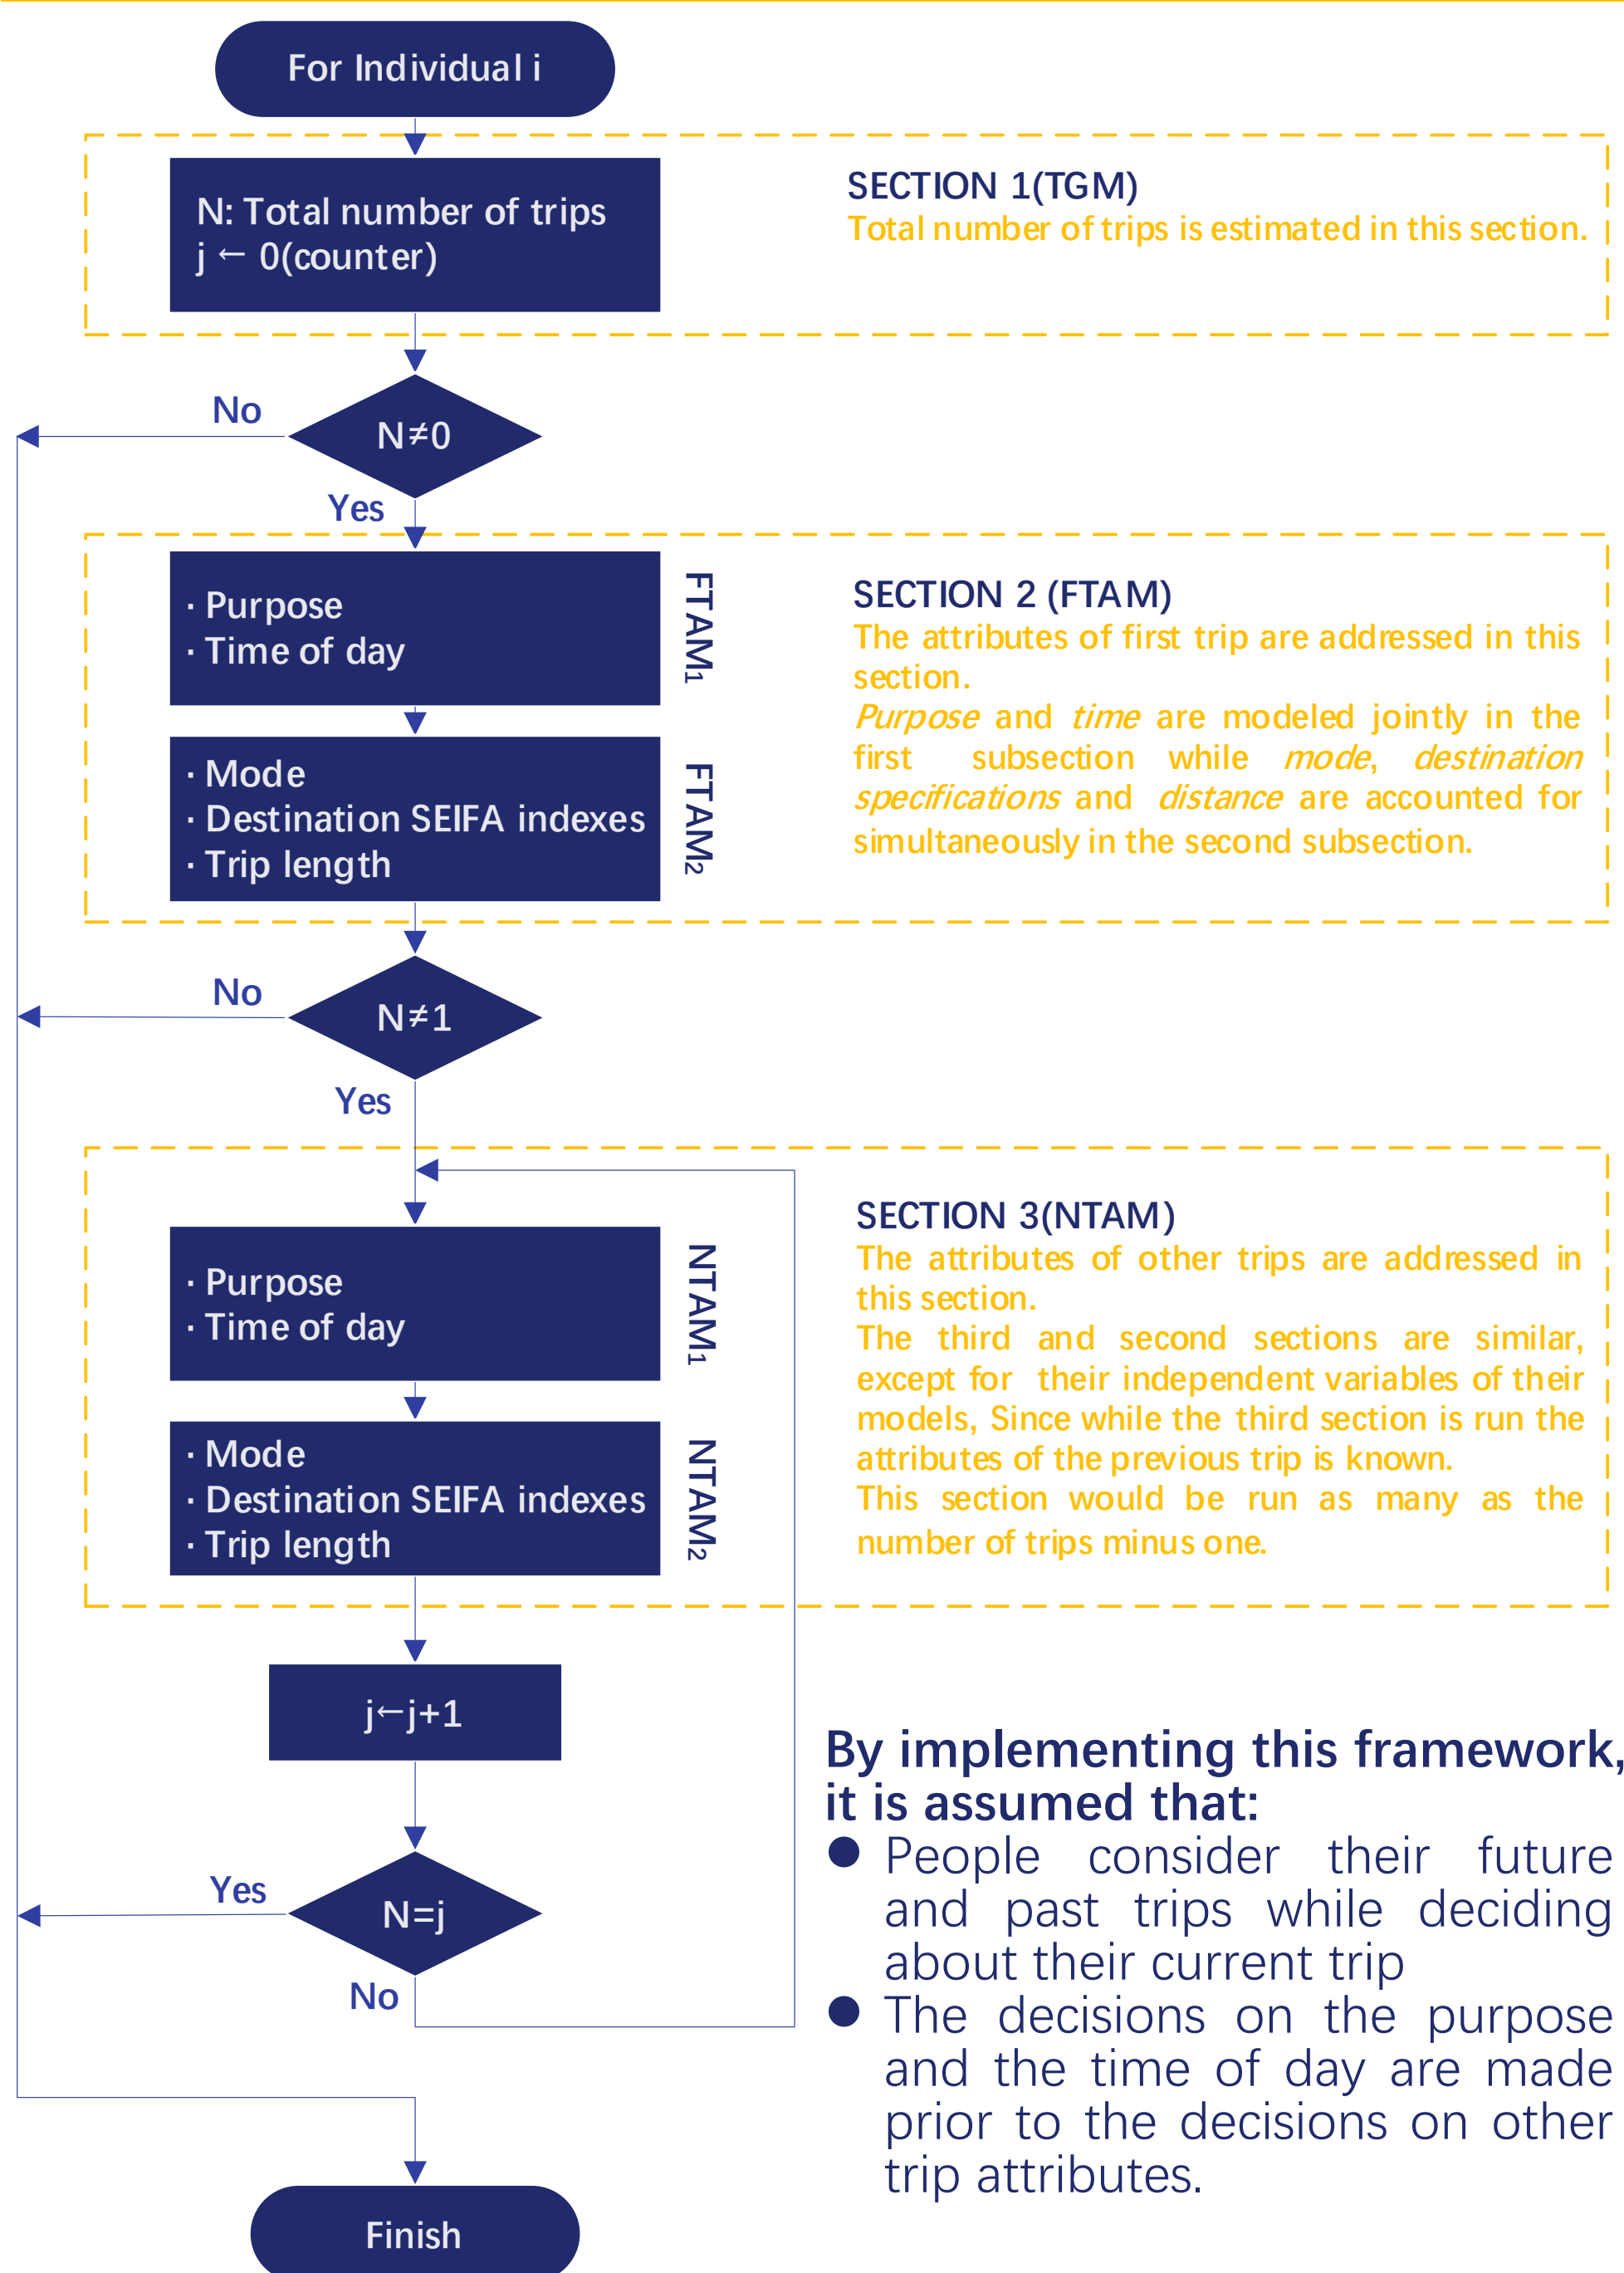 For Individual i
N: Total number of trips
j ← 0(counter)
SECTION 1(TGM)
Total number of trips is estimated in this section.
N≠0
No
Yes
· Purpose
· Time of day
FTAM₁
· Mode
· Destination SEIFA indexes
· Trip length
FTAM₂
SECTION 2 (FTAM)
The attributes of first trip are addressed in this
section.
Purpose and time are modeled jointly in the
first subsection while mode, destination
specifications and distance are accounted for
simultaneously in the second subsection.
N≠1
No
Yes
· Purpose
· Time of day
NTAM₁
· Mode
· Destination SEIFA indexes
· Trip length
NTAM₂
SECTION 3(NTAM)
The attributes of other trips are addressed in
this section.
The third and second sections are similar,
except for their independent variables of their
models, Since while the third section is run the
attributes of the previous trip is known.
This section would be run as many as the
number of trips minus one.
j←j+1
N=j
Yes
No
Finish
By implementing this framework,
it is assumed that:
● People consider their future
and past trips while deciding
about their current trip
● The decisions on the purpose
and the time of day are made
prior to the decisions on other
trip attributes.